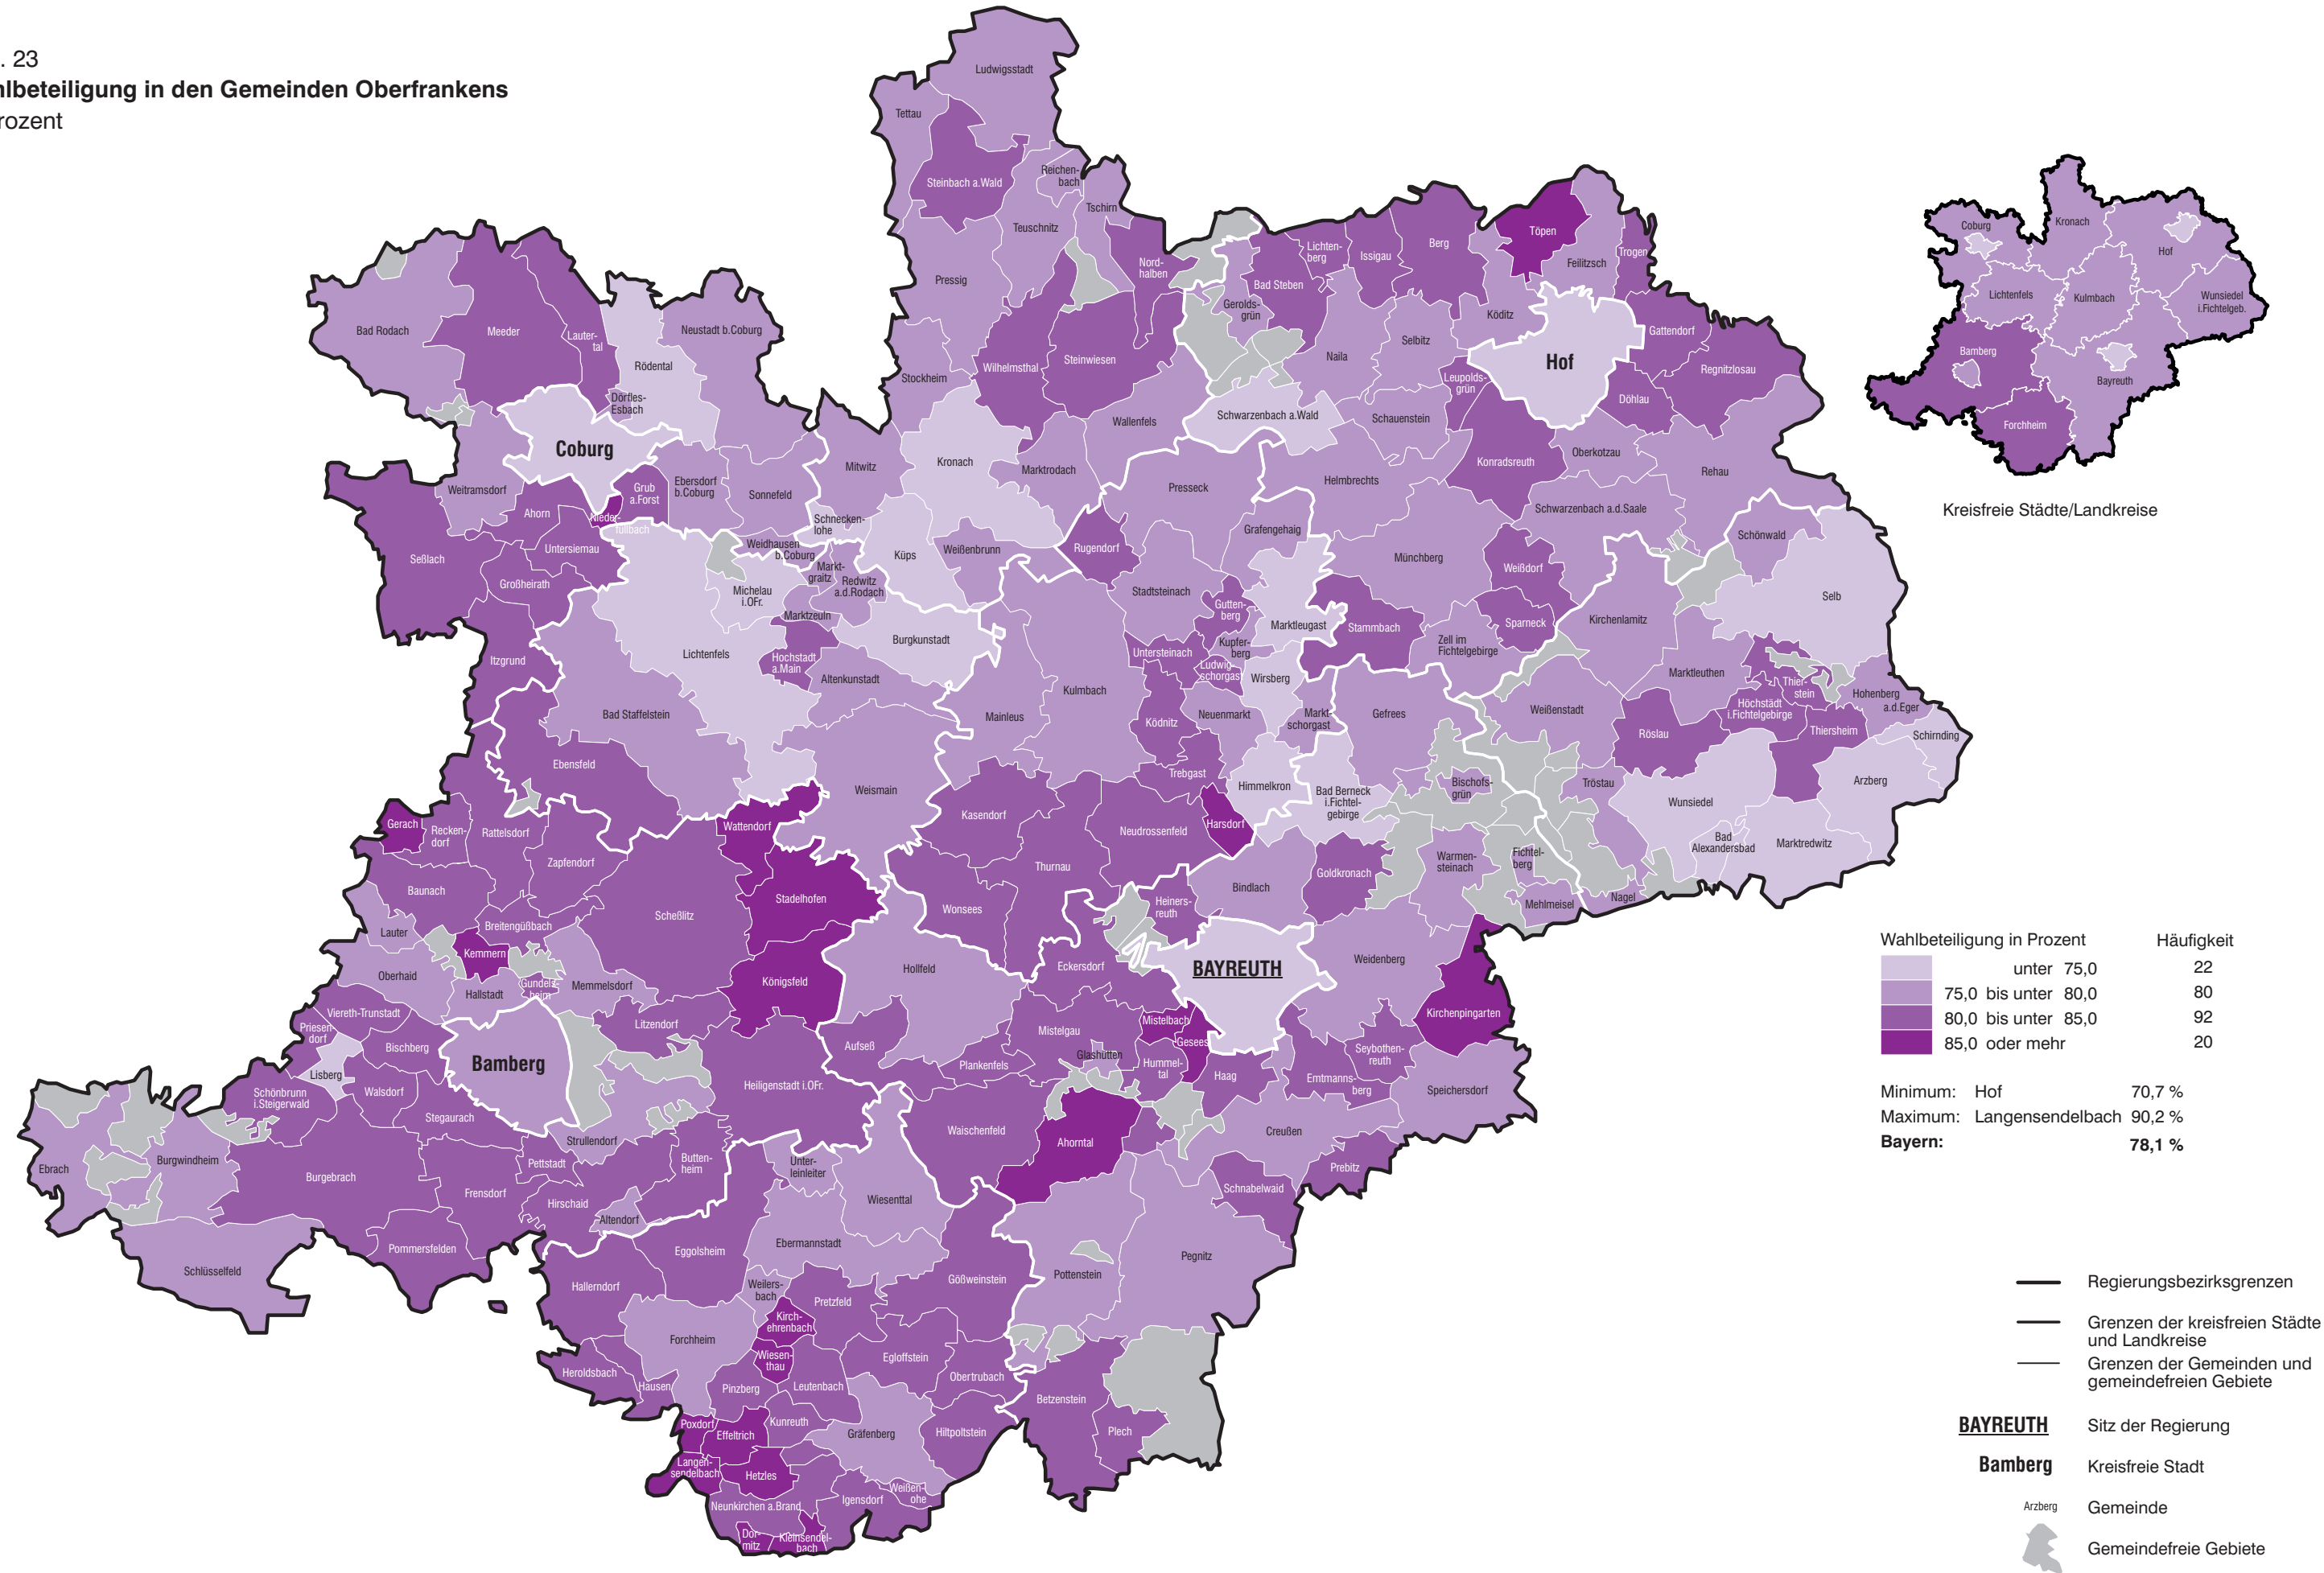 . 23
hlbeteiligung in den Gemeinden Oberfrankens
rozent
Ludwigsstadt
Tettau
Steinbach a.Wald
Reichen-
bach
Tschirn
Teuschnitz
Pressig
Nord-
halben
Stockheim
Wilhelmsthal
Steinwiesen
Wallenfels
Kronach
Marktrodach
Mitwitz
Schnecken-
lohe
Küps
Weißenbrunn
Bad Rodach
Meeder
Lauter-
tal
Rödental
Neustadt b.Coburg
Dörfles-
Esbach
Coburg
Weitramsdorf
Ahorn
Grub
a.Forst
Ebersdorf
b.Coburg
Sonnefeld
Nieder-
füllbach
Untersiemau
Weidhausen
b.Coburg
Seßlach
Großheirath
Itzgrund
Michelau
i.OFr.
Markt-
graitz
Redwitz
a.d.Rodach
Marktzeuln
Burgkunstadt
Lichtenfels
Hochstadt
a.Main
Altenkunstadt
Bad Staffelstein
Ebensfeld
Weismain
Gerolds-
grün
Bad Steben
Lichten-
berg
Issigau
Berg
Töpen
Feilitzsch
Trogen
Naila
Selbitz
Köditz
Hof
Gattendorf
Regnitzlosau
Leupolds-
grün
Döhlau
Schwarzenbach a.Wald
Schauenstein
Konradsreuth
Oberkotzau
Rehau
Helmbrechts
Schwarzenbach a.d.Saale
Münchberg
Weißdorf
Stammbach
Sparneck
Zell im
Fichtelgebirge
Presseck
Grafengehaig
Rugendorf
Stadtsteinach
Gutten-
berg
Marktleugast
Kupfer-
berg
Untersteinach
Ludwig-
schorgast
Wirsberg
Kulmbach
Mainleus
Ködnitz
Neuenmarkt
Markt-
schorgast
Trebgast
Himmelkron
Kasendorf
Neudrossenfeld
Harsdorf
Thurnau
Wonsees
Schönwald
Selb
Kirchenlamitz
Marktleuthen
Thier-
stein
Hohenberg
a.d.Eger
Höchstädt
i.Fichtelgebirge
Weißenstadt
Röslau
Thiersheim
Schirnding
Tröstau
Wunsiedel
Arzberg
Bad
Alexandersbad
Marktredwitz
Nagel
Gefrees
Bad Berneck
i.Fichtel-
gebirge
Bischofs-
grün
Warmen-
steinach
Fichtel-
berg
Mehlmeisel
Goldkronach
Bindlach
Heiners-
reuth
Hollfeld
Eckersdorf
BAYREUTH
Weidenberg
Kirchenpingarten
Mistelbach
Gesees
Mistelgau
Glashütten
Hummel-
tal
Haag
Emtmanns-
berg
Seybothen-
reuth
Speichersdorf
Aufseß
Plankenfels
Waischenfeld
Ahorntal
Creußen
Prebitz
Schnabelwaid
Pegnitz
Pottenstein
Betzenstein
Plech
Gerach
Recken-
dorf
Rattelsdorf
Zapfendorf
Wattendorf
Stadelhofen
Baunach
Scheßlitz
Breitengüßbach
Lauter
Kemmern
Königsfeld
Oberhaid
Hallstadt
Gundels-
heim
Memmelsdorf
Litzendorf
Viereth-Trunstadt
Priesen-
dorf
Bischberg
Bamberg
Lisberg
Walsdorf
Heiligenstadt i.OFr.
Schönbrunn
i.Steigerwald
Stegaurach
Strullendorf
Ebrach
Burgwindheim
Burgebrach
Pettstadt
Butten-
heim
Frensdorf
Hirschaid
Altendorf
Pommersfelden
Schlüsselfeld
Unter-
leinleiter
Wiesenttal
Ebermannstadt
Eggolsheim
Hallerndorf
Weilers-
bach
Gößweinstein
Pretzfeld
Kirch-
ehrenbach
Forchheim
Wiesen-
thau
Egloffstein
Heroldsbach
Hausen
Pinzberg
Leutenbach
Obertrubach
Poxdorf
Effeltrich
Kunreuth
Gräfenberg
Hiltpoltstein
Langen-
sendelbach
Hetzles
Neunkirchen a.Brand
Igensdorf
Weißen-
ohe
Dor-
mitz
Kleinsendel-
bach
Coburg
Kronach
Hof
Lichtenfels
Kulmbach
Wunsiedel
i.Fichtelgeb.
Bamberg
Bayreuth
Forchheim
Kreisfreie Städte/Landkreise
Wahlbeteiligung in Prozent Häufigkeit
unter 75,0 22
75,0 bis unter 80,0 80
80,0 bis unter 85,0 92
85,0 oder mehr 20
Minimum: Hof 70,7 %
Maximum: Langensendelbach 90,2 %
Bayern: 78,1 %
Regierungsbezirksgrenzen
Grenzen der kreisfreien Städte
und Landkreise
Grenzen der Gemeinden und
gemeindefreien Gebiete
BAYREUTH Sitz der Regierung
Bamberg Kreisfreie Stadt
Arzberg Gemeinde
Gemeindefreie Gebiete